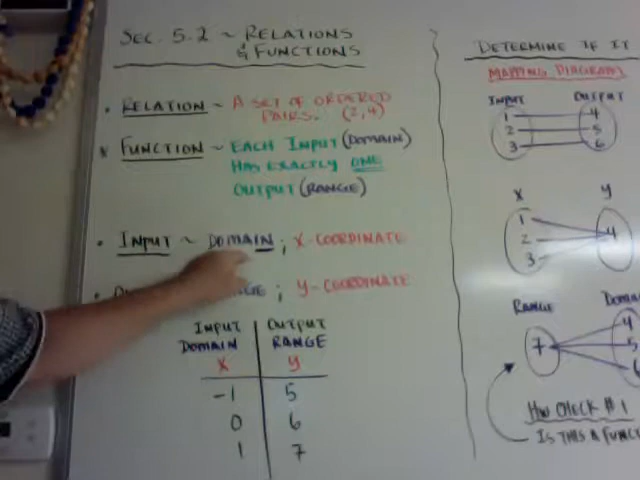 SEC. 5.2 ~ RELATIONS
& FUNCTIONS
• RELATION ~ A SET OF ORDERED
PAIRS. (2,4)
* FUNCTION ~ EACH INPUT (DOMAIN)
HAS EXACTLY ONE
OUTPUT (RANGE)
• INPUT ~ DOMAIN ; X-COORDINATE
; Y-COORDINATE
INPUT OUTPUT
DOMAIN RANGE
X Y
-1 5
0 6
1 7
DETERMINE IF IT
MAPPING DIAGRAM
INPUT OUTPUT
1 4
2 5
3 6
X Y
1
2 4
3
RANGE
7 4
5
6
HW CHECK #1
IS THIS A